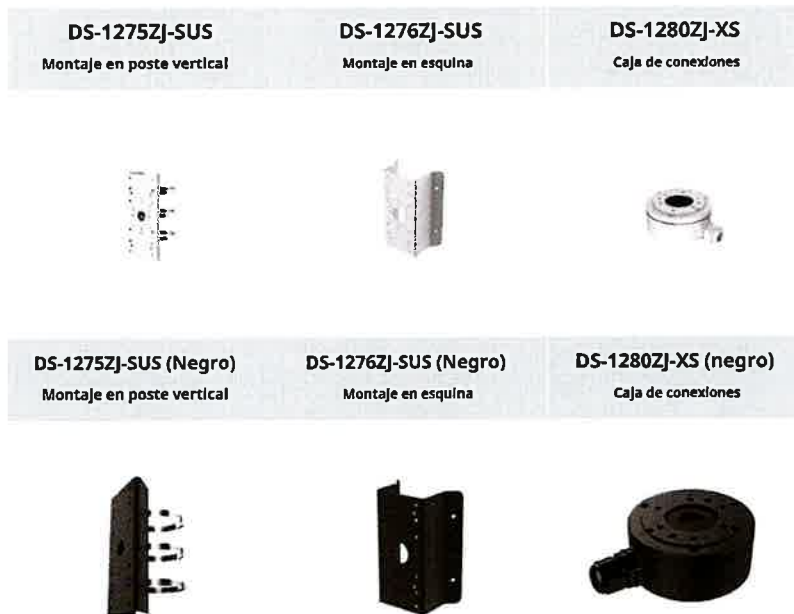 DS-1275ZJ-SUS
Montaje en poste vertical
DS-1276ZJ-SUS
Montaje en esquina
DS-1280ZJ-XS
Caja de conexiones
DS-1275ZJ-SUS (Negro)
Montaje en poste vertical
DS-1276ZJ-SUS (Negro)
Montaje en esquina
DS-1280ZJ-XS (negro)
Caja de conexiones